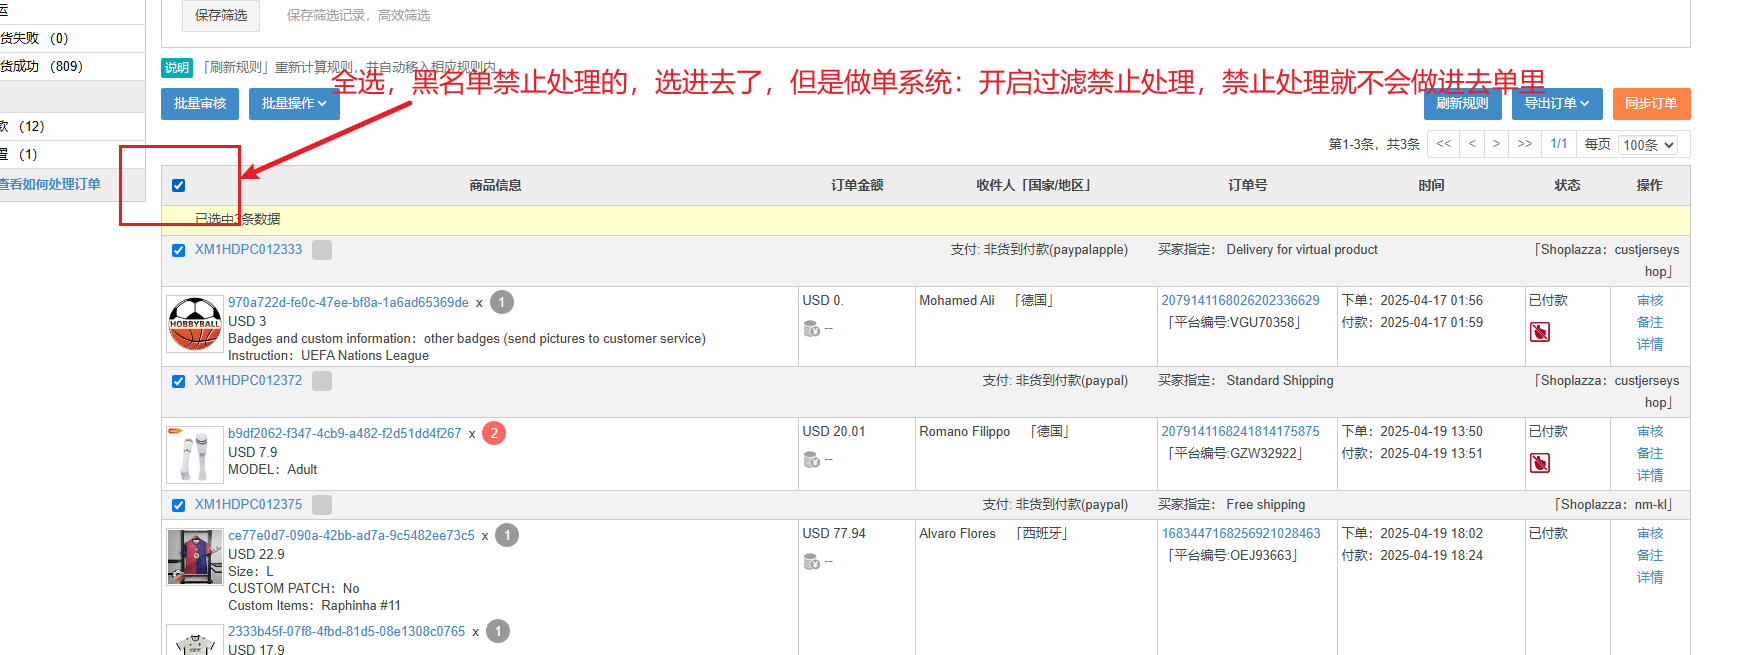 运
保存筛选 保存筛选记录，高效筛选
货失败 （0）
货成功 （809）
说明 「刷新规则」重新计算规则，并自动移入相应规则内
全选，黑名单禁止处理的，选进去了，但是做单系统：开启过滤禁止处理，禁止处理就不会做进去单里
批量审核 批量操作 刷新规则 导出订单 同步订单
款 （12）
置 （1）
第1-3条，共3条 << < > >> 1/1 每页 100条
查看如何处理订单
商品信息 订单金额 收件人「国家/地区」 订单号 时间 状态 操作
已选中3条数据
XM1HDPC012333 支付: 非货到付款(paypalapple) 买家指定： Delivery for virtual product 「Shoplazza：custjerseys
hop」
970a722d-fe0c-47ee-bf8a-1a6ad65369de x 1
USD 3
Badges and custom information：other badges (send pictures to customer service)
Instruction：UEFA Nations League
HOBBYBALL
USD 0.
--
Mohamed Ali 「德国」
2079141168026202336629
「平台编号:VGU70358」
下单：2025-04-17 01:56
付款：2025-04-17 01:59
已付款
审核
备注
详情
XM1HDPC012372 支付: 非货到付款(paypal) 买家指定： Standard Shipping 「Shoplazza：custjerseys
hop」
b9df2062-f347-4cb9-a482-f2d51dd4f267 x 2
USD 7.9
MODEL：Adult
USD 20.01
--
Romano Filippo 「德国」
2079141168241814175875
「平台编号:GZW32922」
下单：2025-04-19 13:50
付款：2025-04-19 13:51
已付款
审核
备注
详情
XM1HDPC012375 支付: 非货到付款(paypal) 买家指定： Free shipping 「Shoplazza：nm-kl」
ce77e0d7-090a-42bb-ad7a-9c5482ee73c5 x 1
USD 22.9
Size：L
CUSTOM PATCH：No
Custom Items：Raphinha #11
2333b45f-07f8-4fbd-81d5-08e1308c0765 x 1
USD 17.9
USD 77.94
--
Alvaro Flores 「西班牙」
1683447168256921028463
「平台编号:OEJ93663」
下单：2025-04-19 18:02
付款：2025-04-19 18:24
已付款
审核
备注
详情